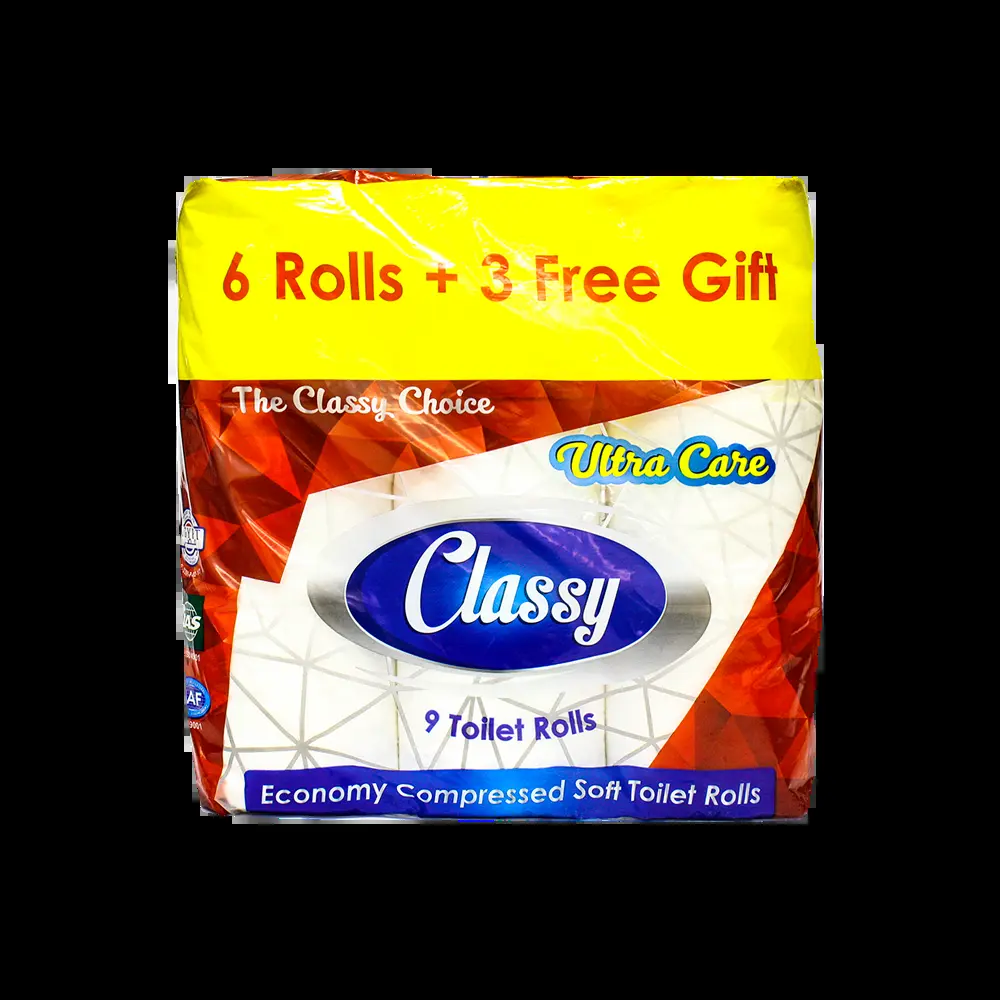 6 Rolls + 3 Free Gift
The Classy Choice
Ultra Care
Classy
9 Toilet Rolls
Economy Compressed Soft Toilet Rolls